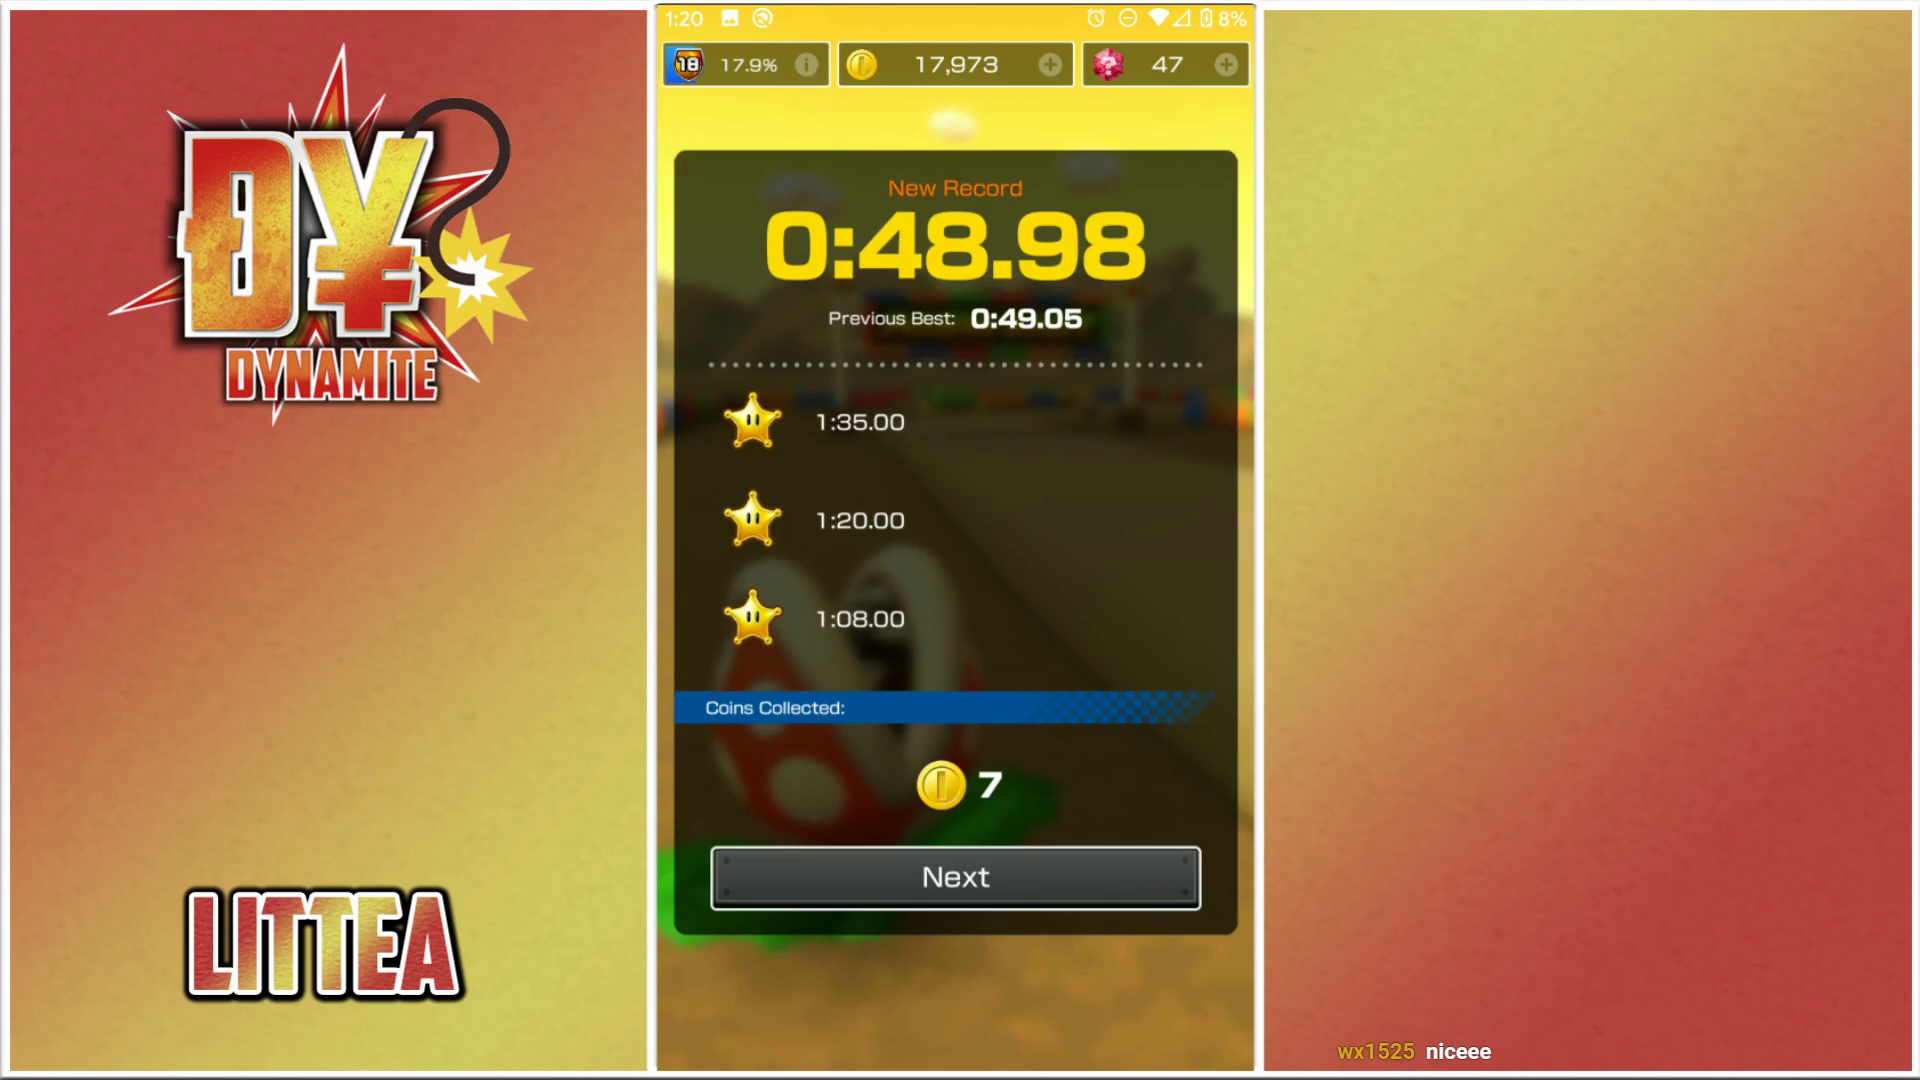 D¥
DYNAMITE
LITTEA
1:20
8%
18
17.9%
17,973
47
New Record
0:48.98
Previous Best: 0:49.05
1:35.00
1:20.00
1:08.00
Coins Collected:
7
Next
wx1525 niceee